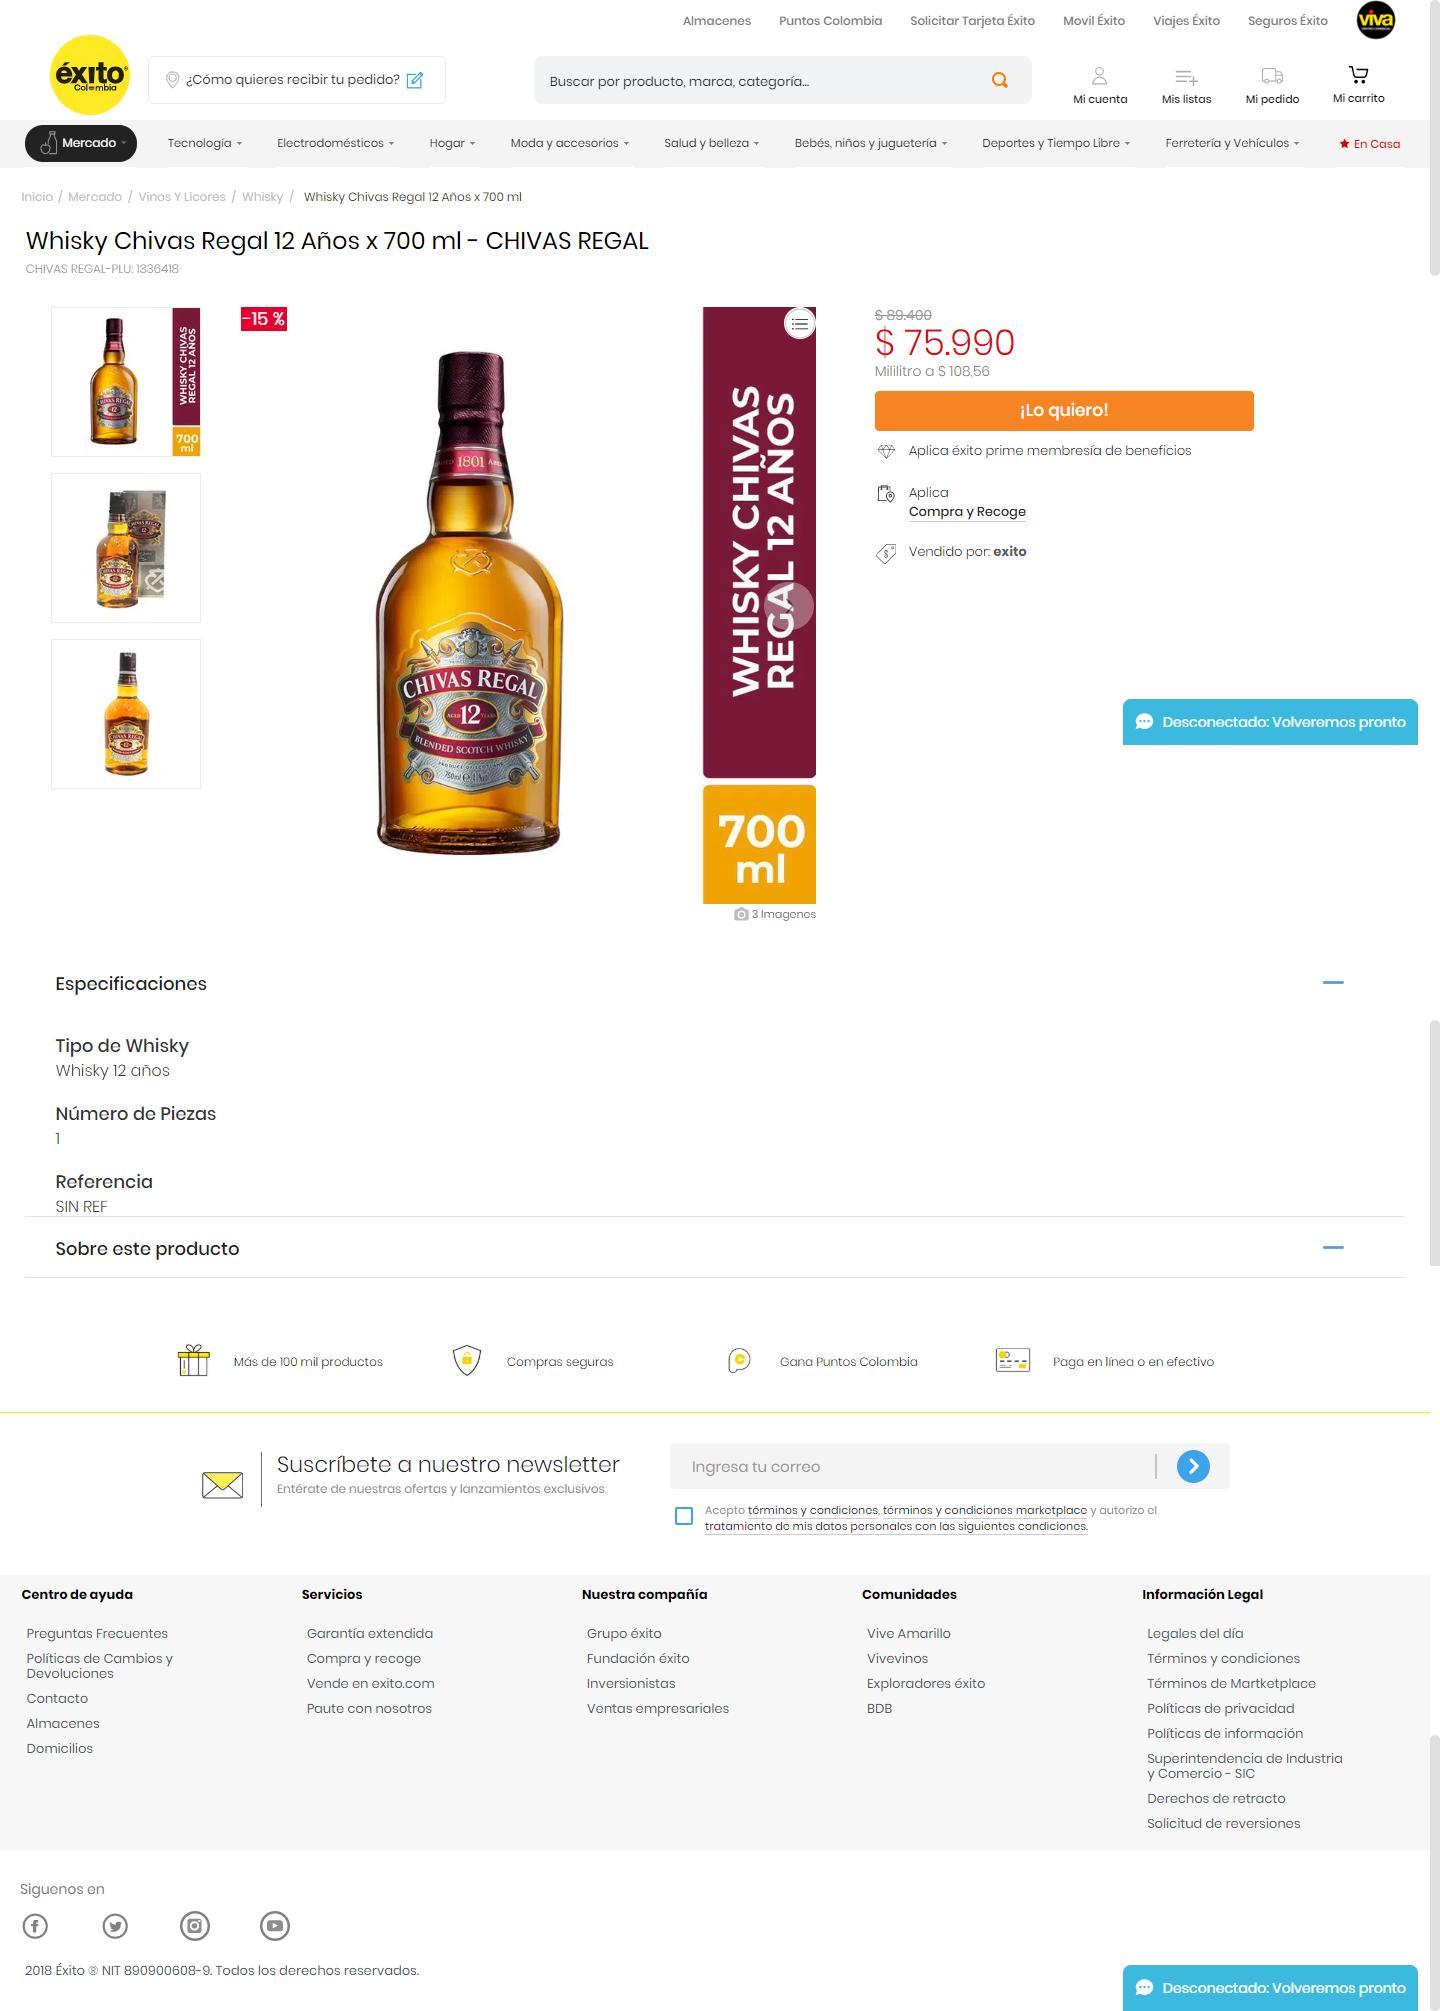 Almacenes
Puntos Colombia
Solicitar Tarjeta Éxito
Movil Éxito
Viajes Éxito
Seguros Éxito
viva
éxito
Colombia
¿Cómo quieres recibir tu pedido?
Buscar por producto, marca, categoría...
Mi cuenta
Mis listas
Mi pedido
Mi carrito
Mercado
Tecnología
Electrodomésticos
Hogar
Moda y accesorios
Salud y belleza
Bebés, niños y juguetería
Deportes y Tiempo Libre
Ferretería y Vehículos
En Casa
Inicio / Mercado / Vinos Y Licores / Whisky / Whisky Chivas Regal 12 Años x 700 ml
Whisky Chivas Regal 12 Años x 700 ml - CHIVAS REGAL
CHIVAS REGAL-PLU: 1336418
WHISKY CHIVAS
REGAL 12 AÑOS
700
ml
CHIVAS REGAL
12
CHIVAS REGAL
CHIVAS REGAL
-15 %
1801
CHIVAS REGAL
AGED 12 YEARS
BLENDED SCOTCH WHISKY
PRODUCE OF SCOTLAND
WHISKY CHIVAS
REGAL 12 AÑOS
700
ml
3 Imagenes
$ 89.400
$ 75.990
Mililitro a $ 108,56
¡Lo quiero!
Aplica éxito prime membresía de beneficios
Aplica
Compra y Recoge
Vendido por: exito
Desconectado: Volveremos pronto
Especificaciones
Tipo de Whisky
Whisky 12 años
Número de Piezas
1
Referencia
SIN REF
Sobre este producto
Más de 100 mil productos
Compras seguras
Gana Puntos Colombia
Paga en línea o en efectivo
Suscríbete a nuestro newsletter
Entérate de nuestras ofertas y lanzamientos exclusivos
Ingresa tu correo
Acepto términos y condiciones, términos y condiciones marketplace y autorizo el
tratamiento de mis datos personales con las siguientes condiciones.
Centro de ayuda
Preguntas Frecuentes
Políticas de Cambios y
Devoluciones
Contacto
Almacenes
Domicilios
Servicios
Garantía extendida
Compra y recoge
Vende en exito.com
Paute con nosotros
Nuestra compañía
Grupo éxito
Fundación éxito
Inversionistas
Ventas empresariales
Comunidades
Vive Amarillo
Vivevinos
Exploradores éxito
BDB
Información Legal
Legales del día
Términos y condiciones
Términos de Martketplace
Políticas de privacidad
Políticas de información
Superintendencia de Industria
y Comercio - SIC
Derechos de retracto
Solicitud de reversiones
Siguenos en
2018 Éxito ® NIT 890900608-9. Todos los derechos reservados.
Desconectado: Volveremos pronto